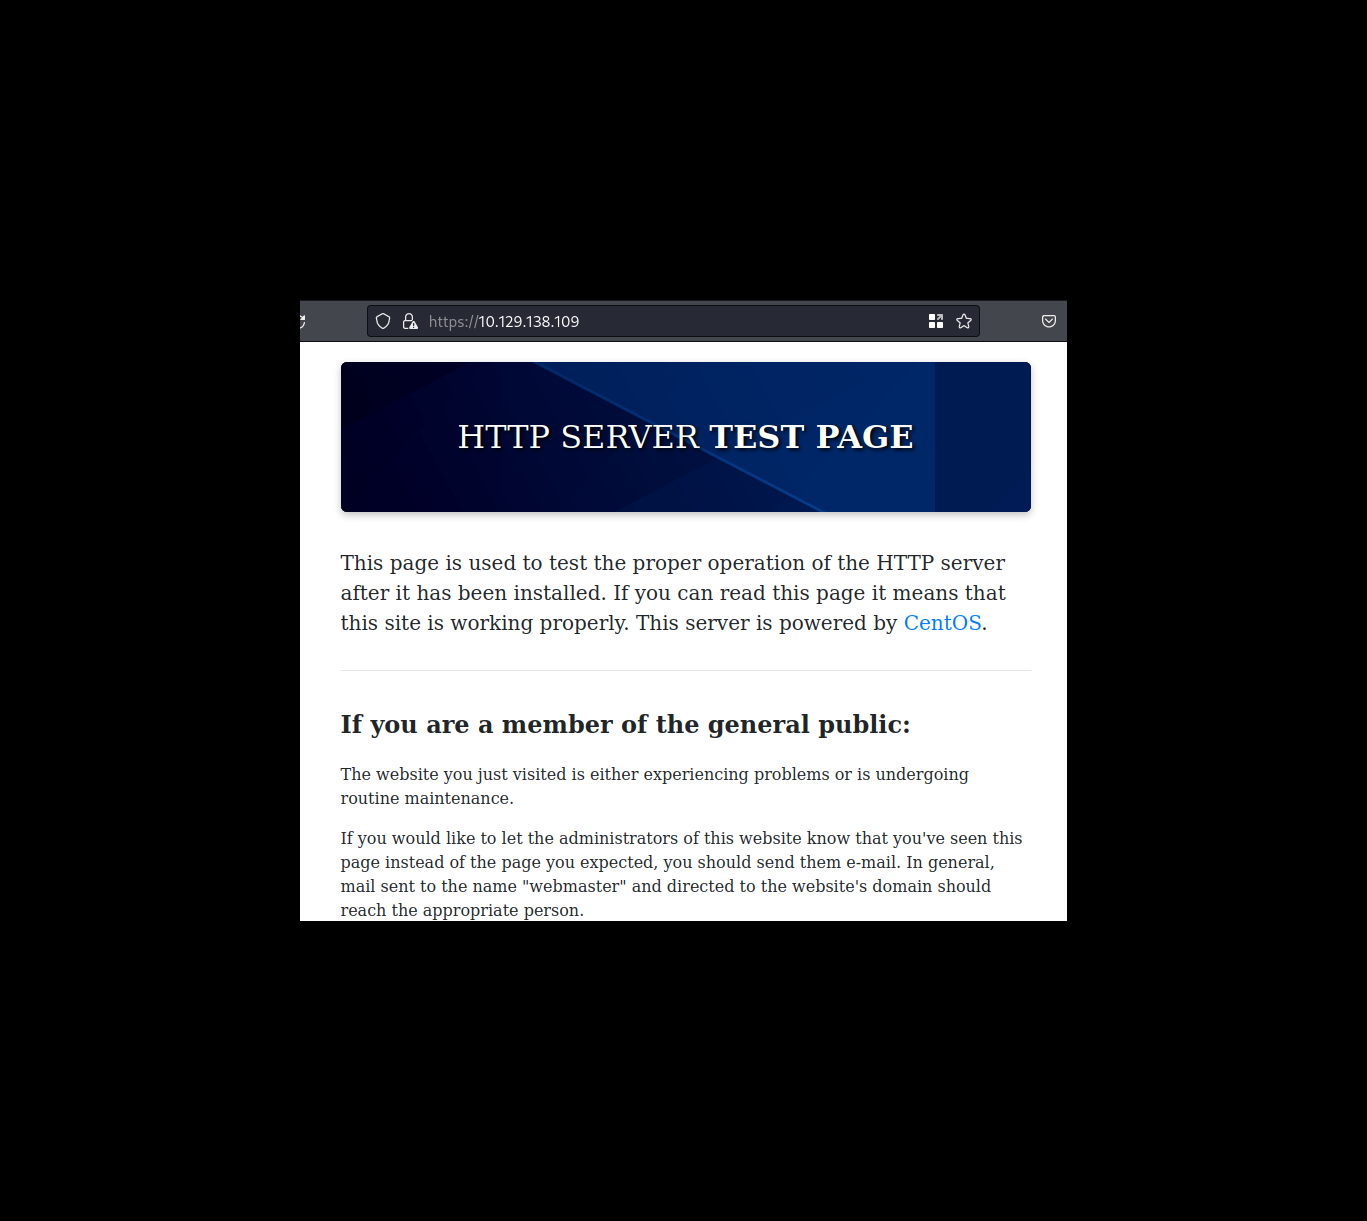 https://10.129.138.109
HTTP SERVER TEST PAGE
This page is used to test the proper operation of the HTTP server
after it has been installed. If you can read this page it means that
this site is working properly. This server is powered by CentOS.
If you are a member of the general public:
The website you just visited is either experiencing problems or is undergoing
routine maintenance.
If you would like to let the administrators of this website know that you've seen this
page instead of the page you expected, you should send them e-mail. In general,
mail sent to the name "webmaster" and directed to the website's domain should
reach the appropriate person.